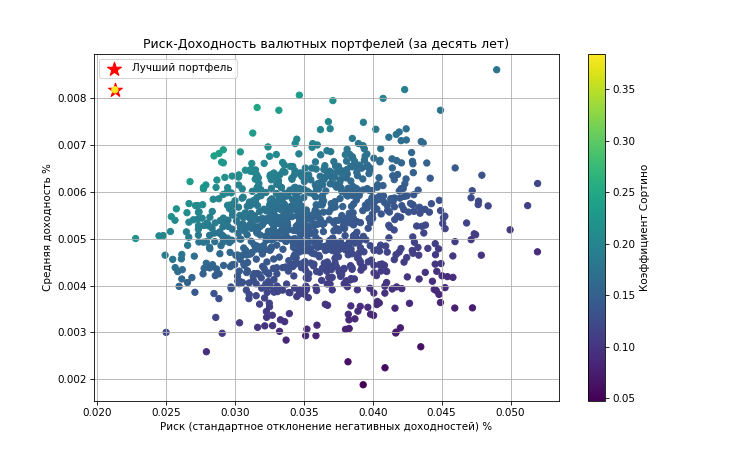 Риск-Доходность валютных портфелей (за десять лет)
Лучший портфель
0.008
0.007
0.006
0.005
0.004
0.003
0.002
Средняя доходность %
0.020 0.025 0.030 0.035 0.040 0.045 0.050
Риск (стандартное отклонение негативных доходностей) %
0.35
0.30
0.25
0.20
0.15
0.10
0.05
Коэффициент Сортино